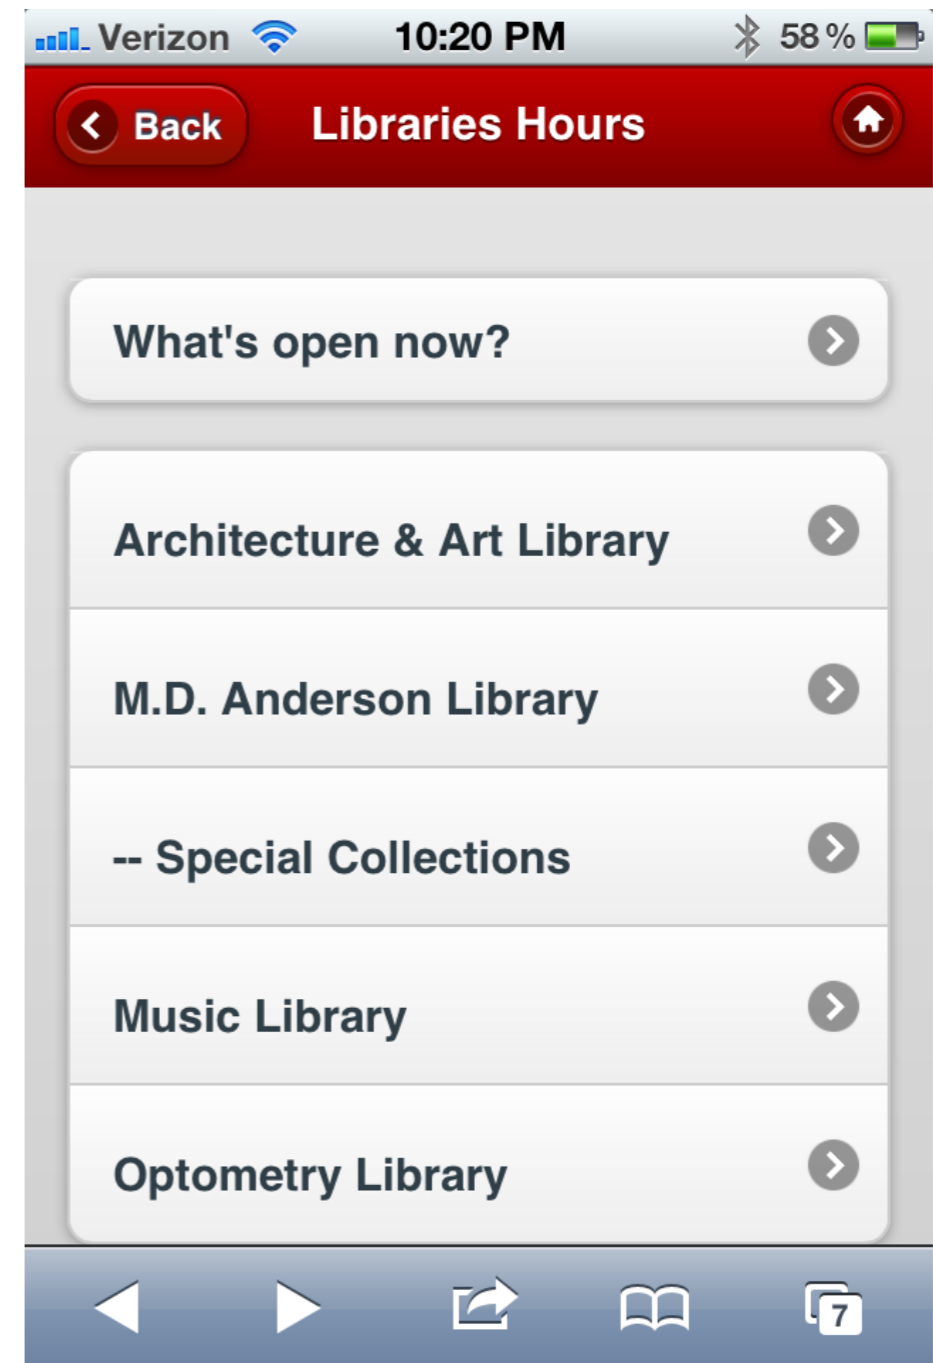 Verizon 10:20 PM 58%
Back Libraries Hours
What's open now?
Architecture & Art Library
M.D. Anderson Library
-- Special Collections
Music Library
Optometry Library
7